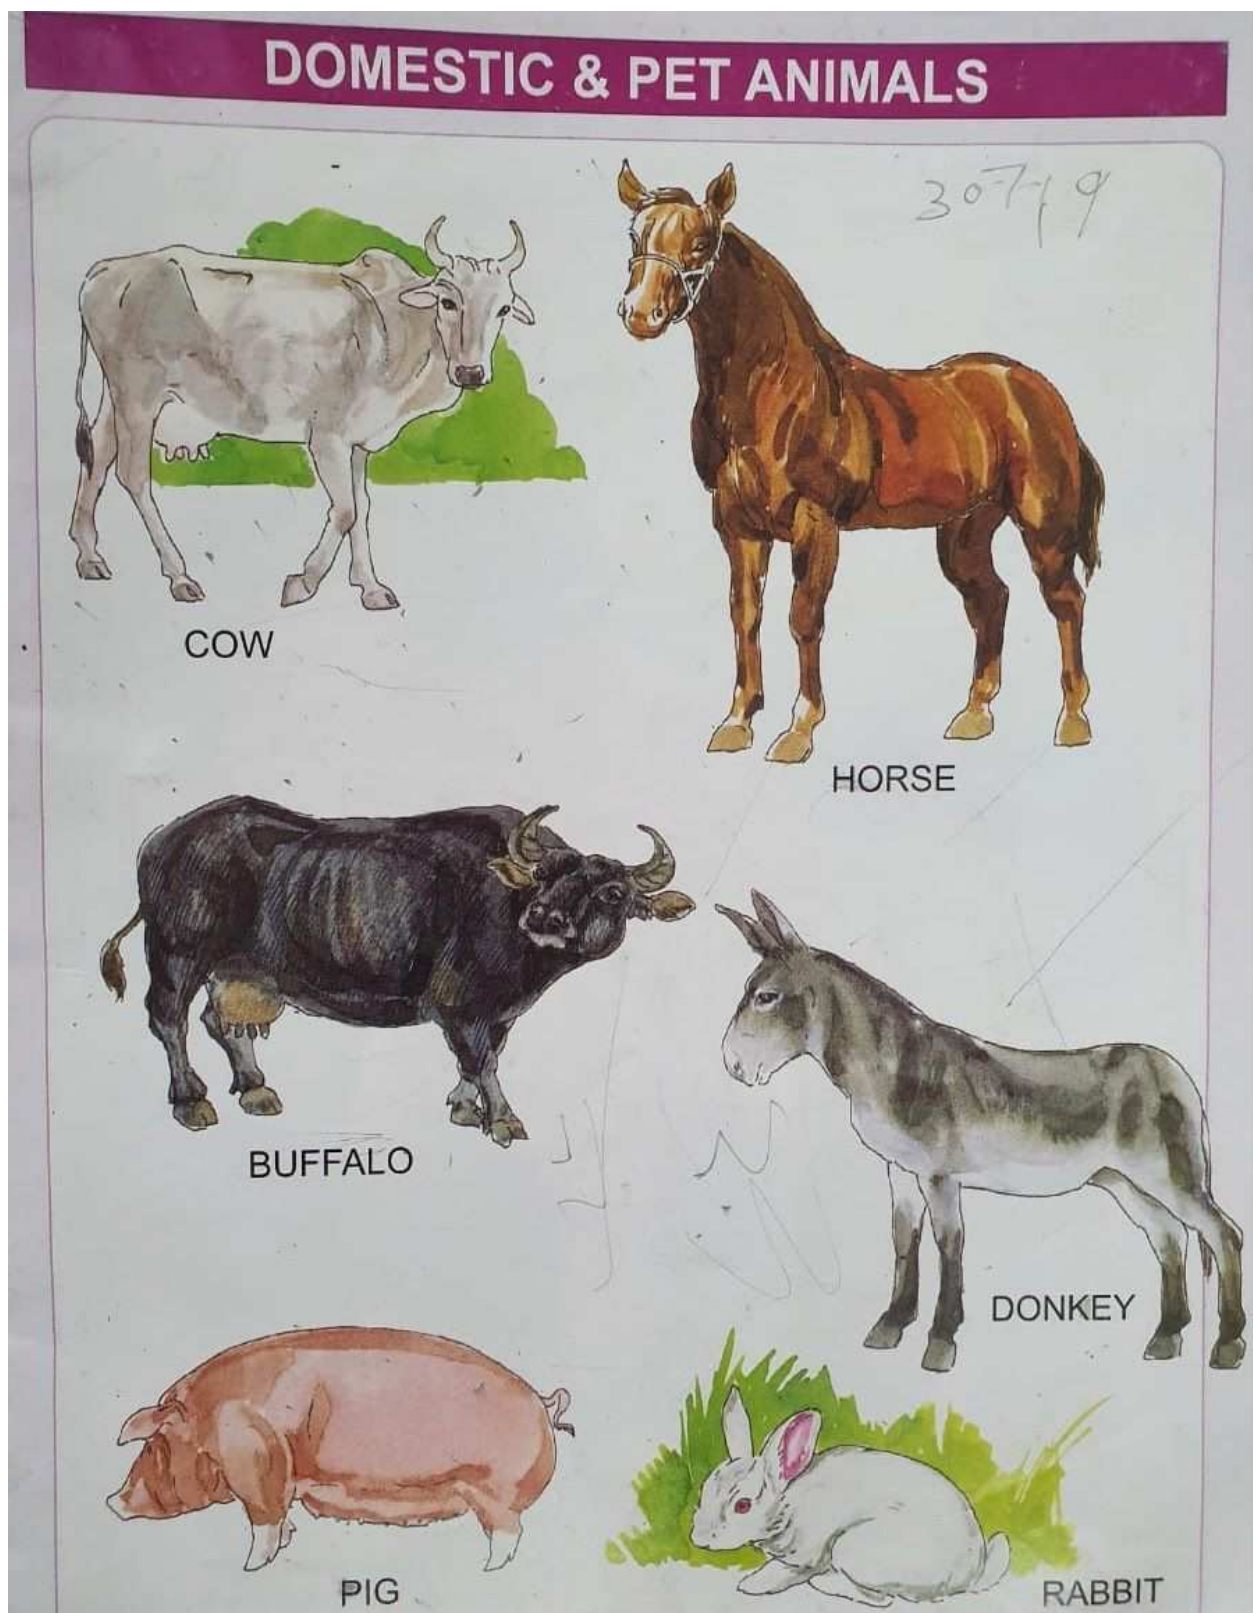 DOMESTIC & PET ANIMALS
30-7-19
COW
HORSE
BUFFALO
DONKEY
PIG
RABBIT